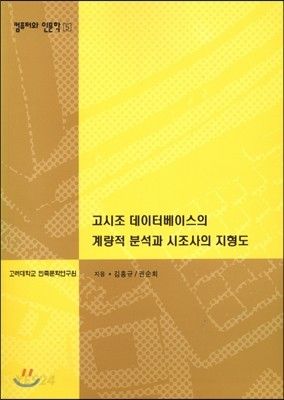 컴퓨터와 인문학 5
고시조 데이터베이스의
계량적 분석과 시조사의 지형도
고려대학교 민족문화연구원
지음 • 김흥규 / 권순회
24